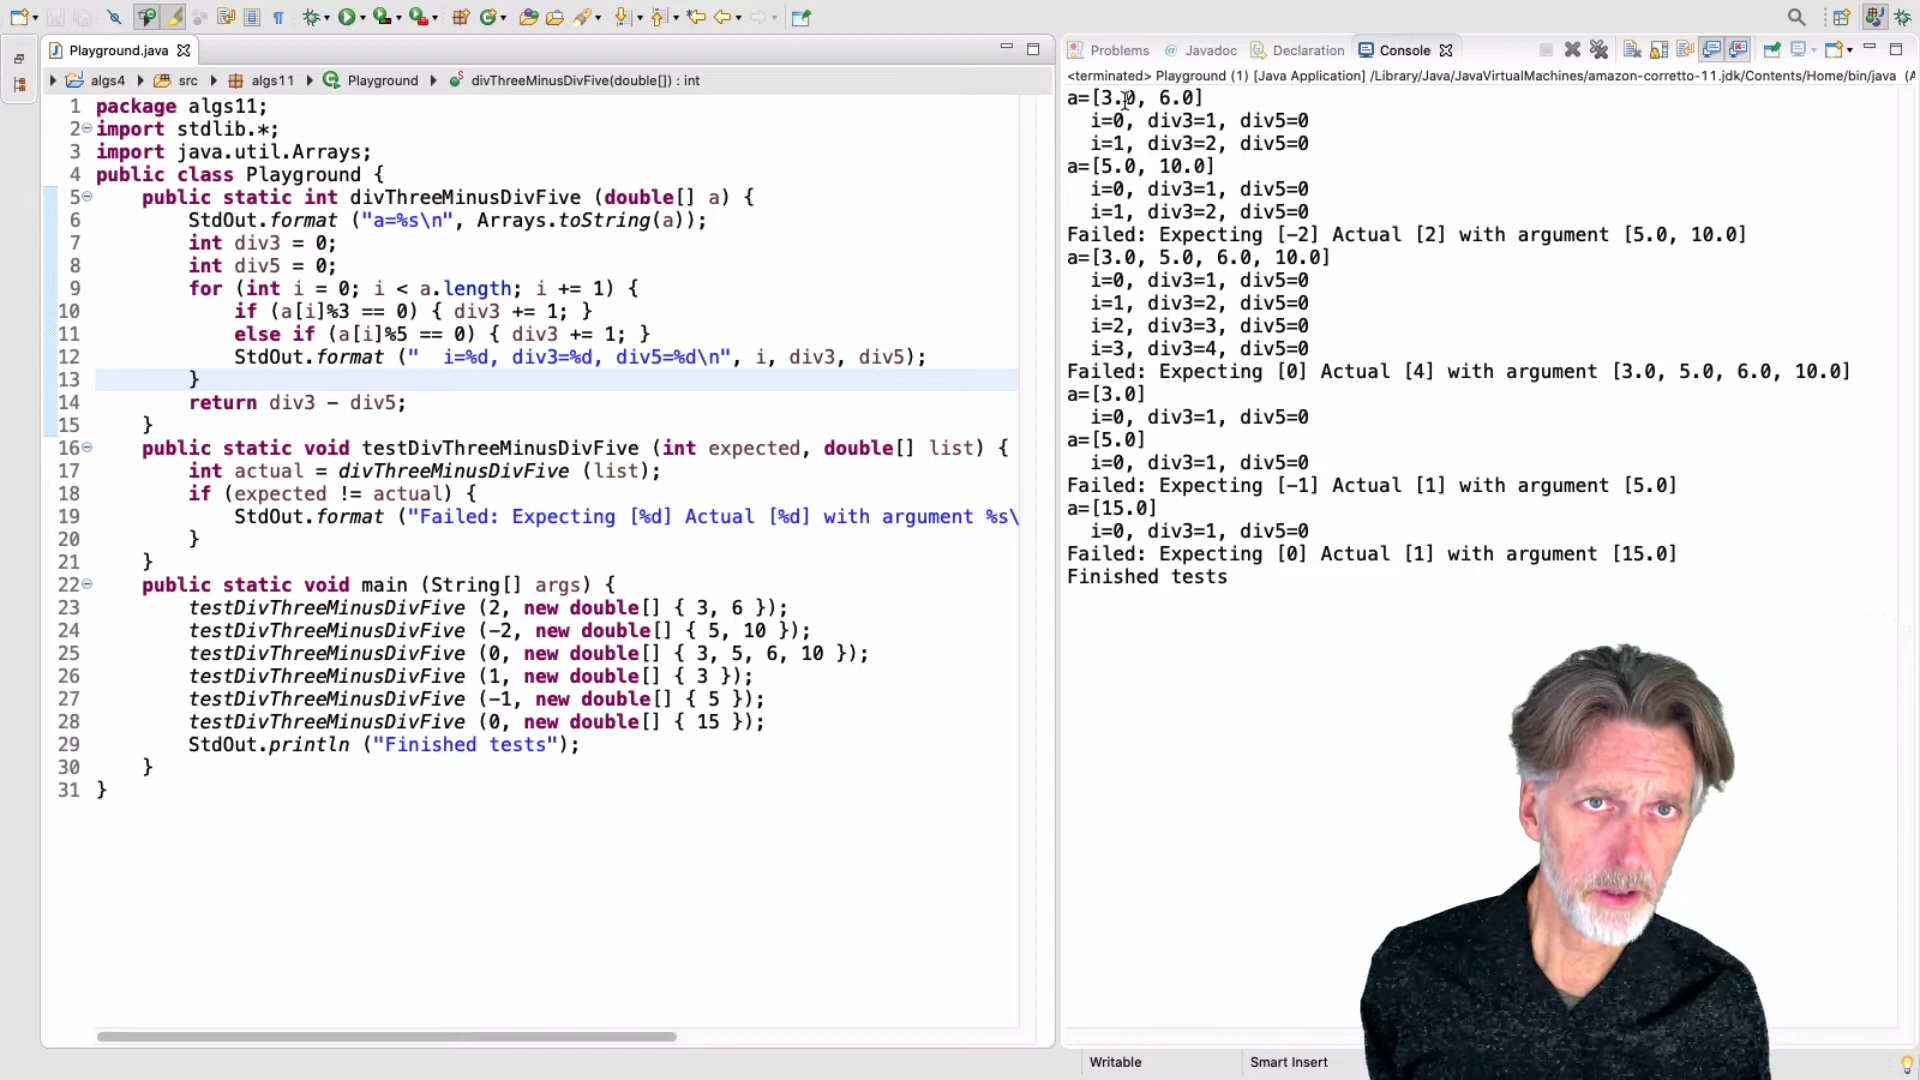 Playground.java
algs4 src algs11 Playground divThreeMinusDivFive(double[]) : int
1 package algs11;
2 import stdlib.*;
3 import java.util.Arrays;
4 public class Playground {
5 public static int divThreeMinusDivFive (double[] a) {
6 StdOut.format ("a=%s\n", Arrays.toString(a));
7 int div3 = 0;
8 int div5 = 0;
9 for (int i = 0; i < a.length; i += 1) {
10 if (a[i]%3 == 0) { div3 += 1; }
11 else if (a[i]%5 == 0) { div3 += 1; }
12 StdOut.format ("  i=%d, div3=%d, div5=%d\n", i, div3, div5);
13 }
14 return div3 - div5;
15 }
16 public static void testDivThreeMinusDivFive (int expected, double[] list) {
17 int actual = divThreeMinusDivFive (list);
18 if (expected != actual) {
19 StdOut.format ("Failed: Expecting [%d] Actual [%d] with argument %s\
20 }
21 }
22 public static void main (String[] args) {
23 testDivThreeMinusDivFive (2, new double[] { 3, 6 });
24 testDivThreeMinusDivFive (-2, new double[] { 5, 10 });
25 testDivThreeMinusDivFive (0, new double[] { 3, 5, 6, 10 });
26 testDivThreeMinusDivFive (1, new double[] { 3 });
27 testDivThreeMinusDivFive (-1, new double[] { 5 });
28 testDivThreeMinusDivFive (0, new double[] { 15 });
29 StdOut.println ("Finished tests");
30 }
31 }
Problems Javadoc Declaration Console
<terminated> Playground (1) [Java Application] /Library/Java/JavaVirtualMachines/amazon-corretto-11.jdk/Contents/Home/bin/java (A
a=[3.0, 6.0]
i=0, div3=1, div5=0
i=1, div3=2, div5=0
a=[5.0, 10.0]
i=0, div3=1, div5=0
i=1, div3=2, div5=0
Failed: Expecting [-2] Actual [2] with argument [5.0, 10.0]
a=[3.0, 5.0, 6.0, 10.0]
i=0, div3=1, div5=0
i=1, div3=2, div5=0
i=2, div3=3, div5=0
i=3, div3=4, div5=0
Failed: Expecting [0] Actual [4] with argument [3.0, 5.0, 6.0, 10.0]
a=[3.0]
i=0, div3=1, div5=0
a=[5.0]
i=0, div3=1, div5=0
Failed: Expecting [-1] Actual [1] with argument [5.0]
a=[15.0]
i=0, div3=1, div5=0
Failed: Expecting [0] Actual [1] with argument [15.0]
Finished tests
Writable Smart Insert